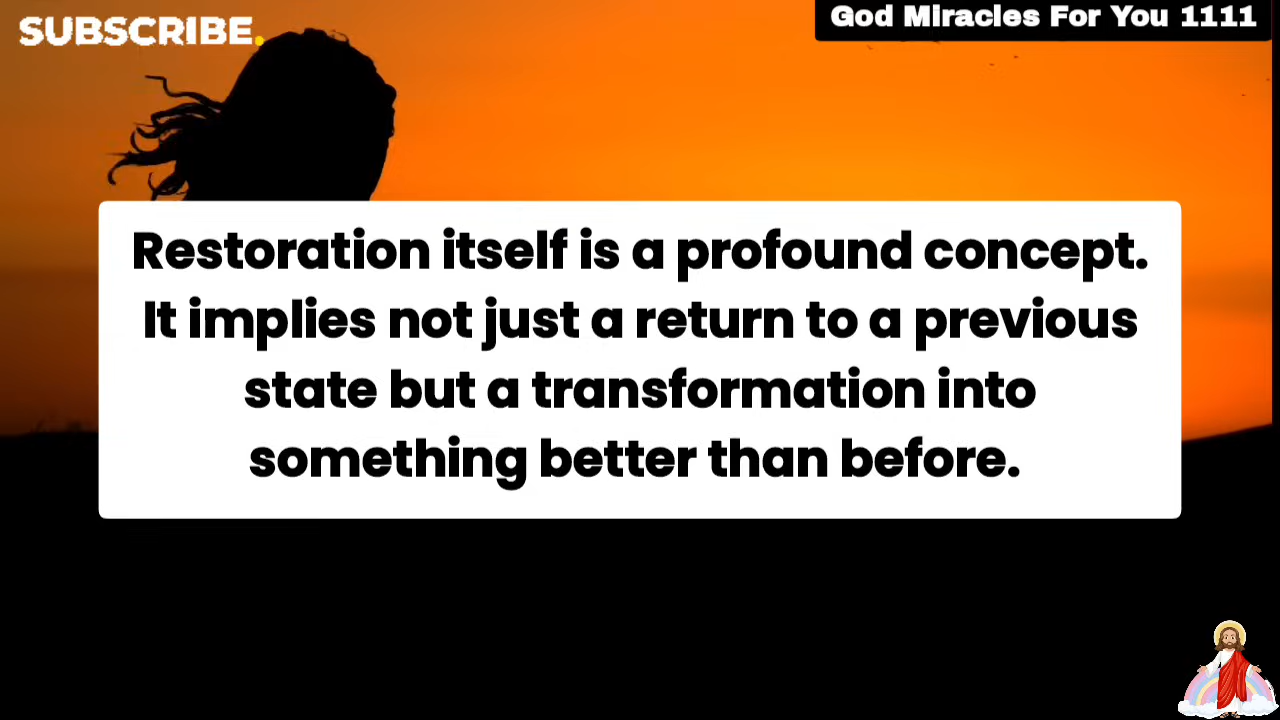 SUBSCRIBE.
God Miracles For You 1111
Restoration itself is a profound concept.
It implies not just a return to a previous
state but a transformation into
something better than before.